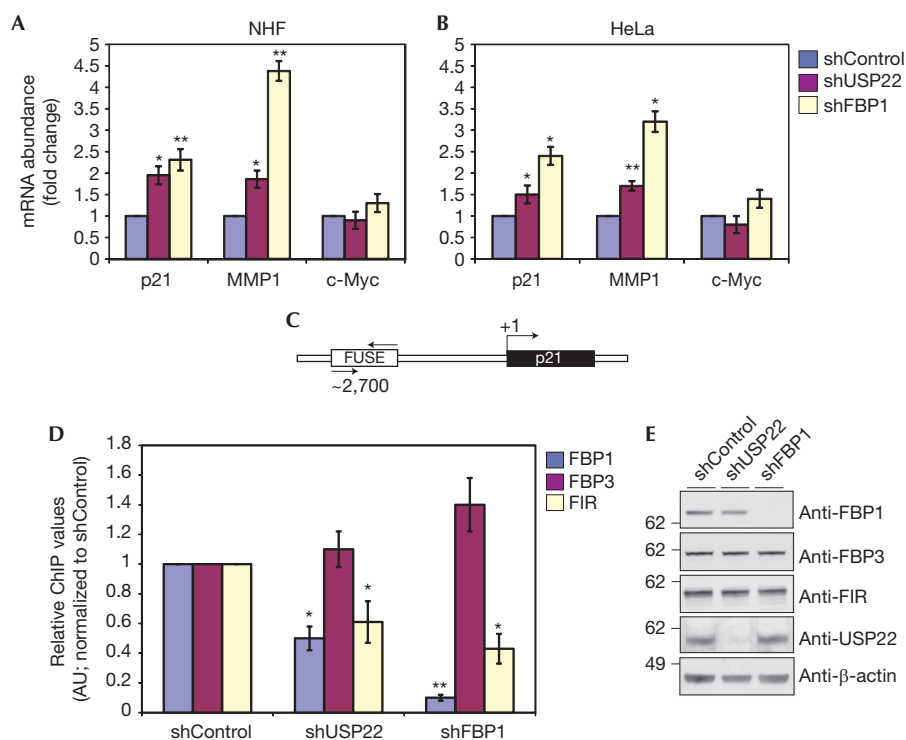 A
NHF
mRNA abundance
(fold change)
5
4.5
4
3.5
3
2.5
2
1.5
1
0.5
0
*
**
*
**
p21
MMP1
c-Myc
B
HeLa
5
4.5
4
3.5
3
2.5
2
1.5
1
0.5
0
*
*
**
*
p21
MMP1
c-Myc
shControl
shUSP22
shFBP1
C
+1
FUSE
p21
~2,700
D
Relative ChIP values
(AU; normalized to shControl)
1.8
1.6
1.4
1.2
1
0.8
0.6
0.4
0.2
0
*
*
**
*
shControl
shUSP22
shFBP1
FBP1
FBP3
FIR
E
shControl
shUSP22
shFBP1
62
Anti-FBP1
62
Anti-FBP3
62
Anti-FIR
62
Anti-USP22
49
Anti-β-actin